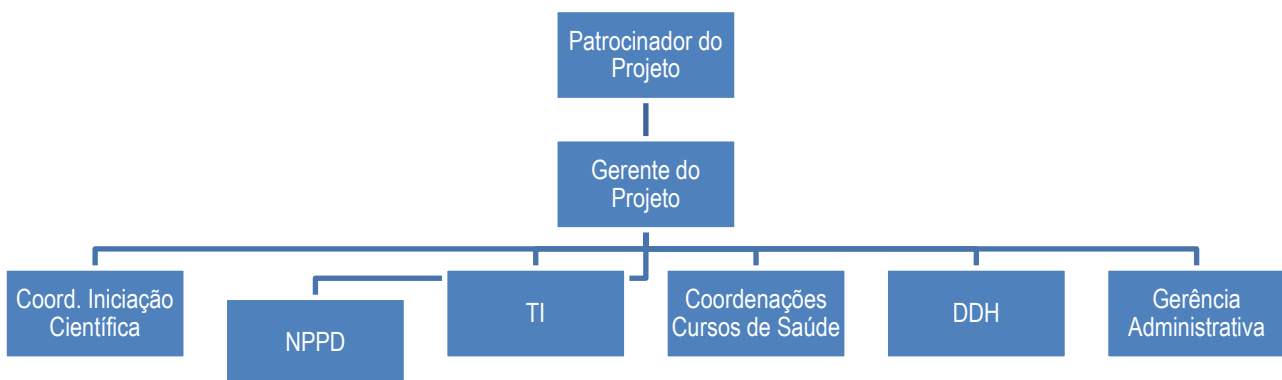 Patrocinador do
Projeto
Gerente do
Projeto
Coord. Iniciação
Científica
NPPD
TI
Coordenações
Cursos de Saúde
DDH
Gerência
Administrativa